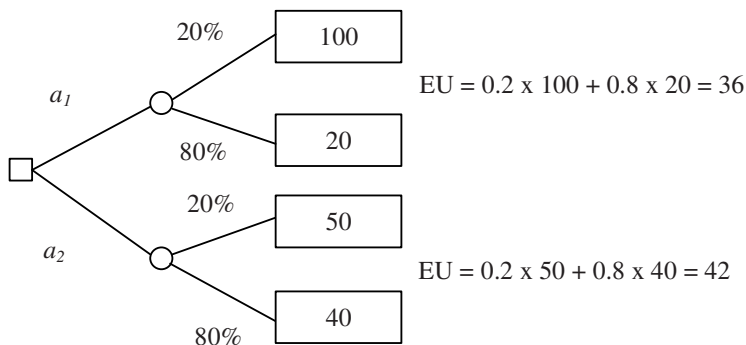 20%
100
a1
EU = 0.2 x 100 + 0.8 x 20 = 36
20
80%
20%
50
a2
EU = 0.2 x 50 + 0.8 x 40 = 42
40
80%